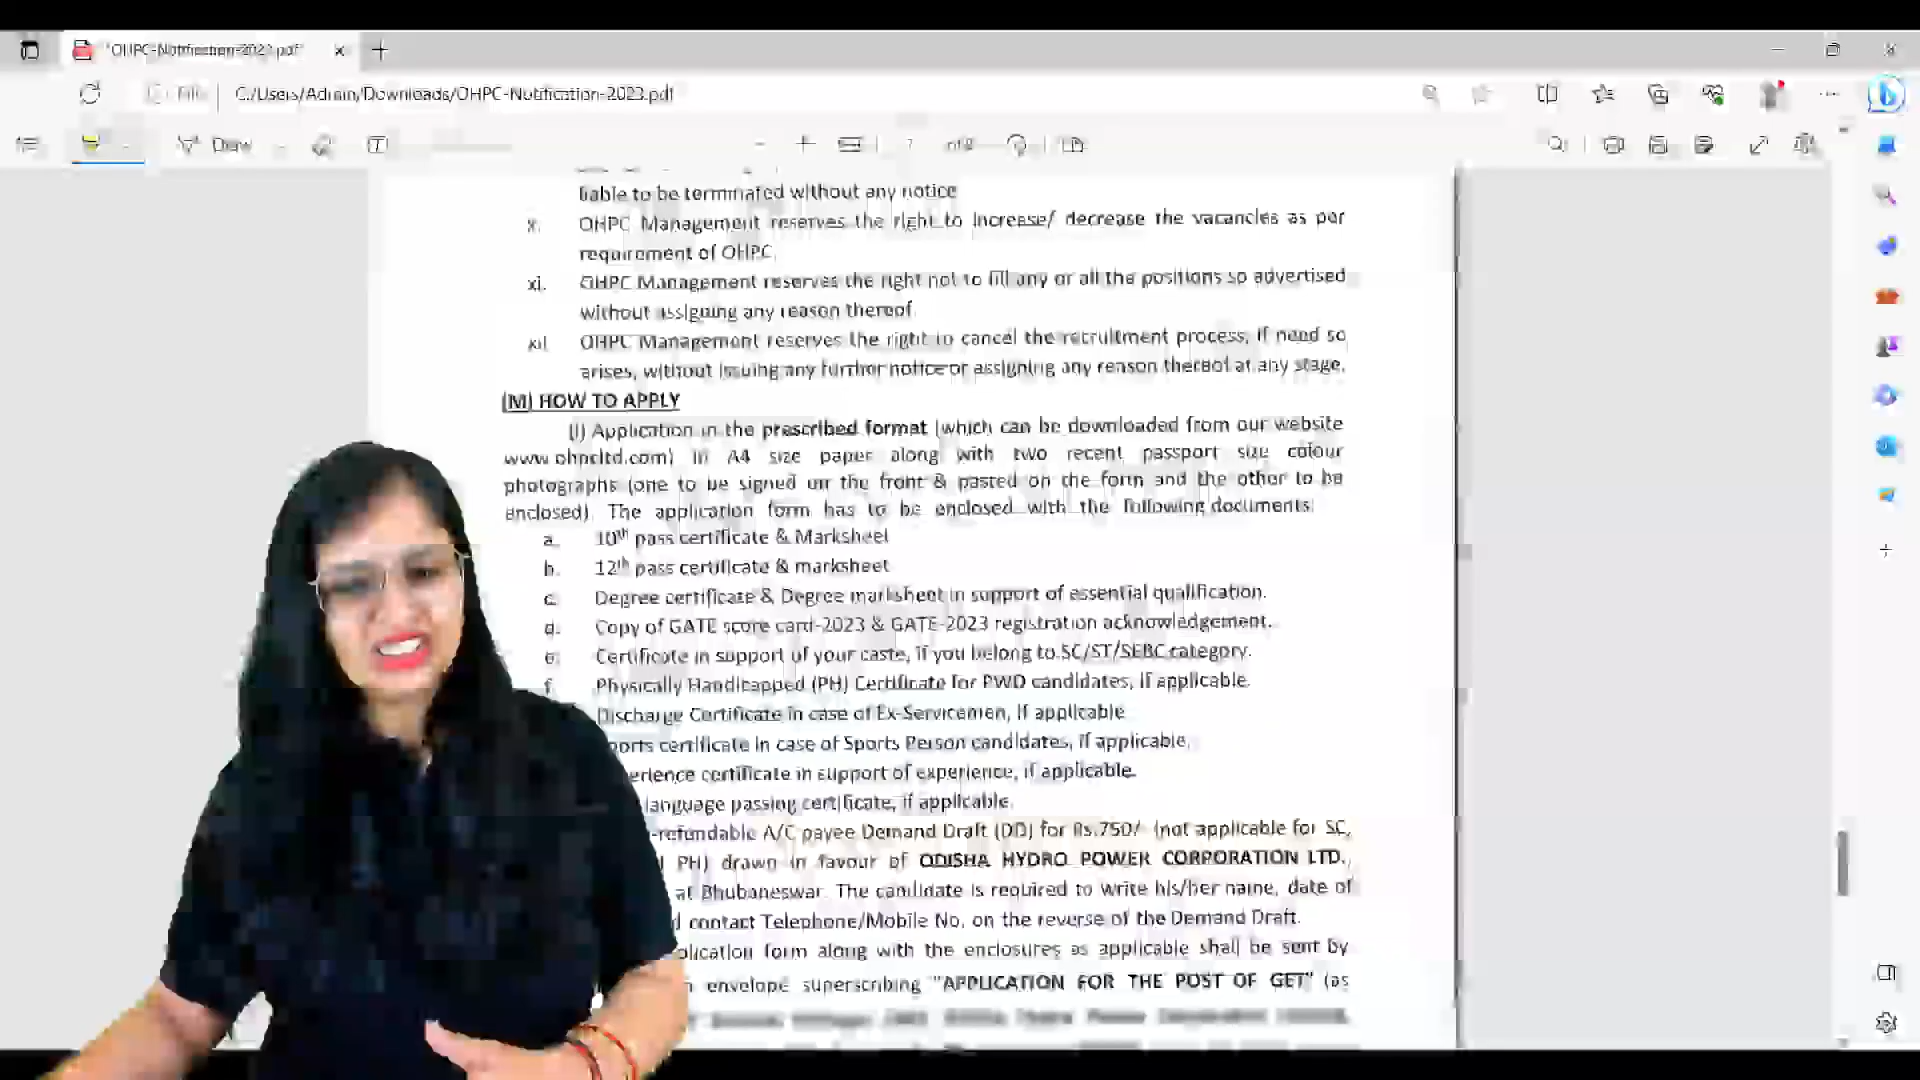 "OHPC-Notification-2023.pdf"
File
C:/Users/Admin/Downloads/OHPC-Notification-2023.pdf
Draw
7 of 8
liable to be terminated without any notice
x. OHPC Management reserves the right to increase/ decrease the vacancies as per
requirement of OHPC.
xi. OHPC Management reserves the right not to fill any or all the positions so advertised
without assigning any reason thereof
xii OHPC Management reserves the right to cancel the recruitment process, if need so
arises, without issuing any further notice or assigning any reason thereof at any stage.
(M) HOW TO APPLY
(i) Application in the prescribed format (which can be downloaded from our website
www.ohpcltd.com) in A4 size paper along with two recent passport size colour
photographs (one to be signed on the front & pasted on the form and the other to be
enclosed). The application form has to be enclosed with the following documents:
a. 10th pass certificate & Marksheet
b. 12th pass certificate & marksheet
c. Degree certificate & Degree marksheet in support of essential qualification.
d. Copy of GATE score card-2023 & GATE-2023 registration acknowledgement.
e. Certificate in support of your caste, if you belong to SC/ST/SEBC category.
f. Physically Handicapped (PH) Certificate for PWD candidates, if applicable.
Discharge Certificate in case of Ex-Servicemen, if applicable
ports certificate in case of Sports Person candidates, if applicable.
erience certificate in support of experience, if applicable.
language passing certificate, if applicable.
-refundable A/C payee Demand Draft (DD) for Rs.750/- (not applicable for SC,
PH) drawn in favour of ODISHA HYDRO POWER CORPORATION LTD.
at Bhubaneswar. The candidate is required to write his/her name, date of
contact Telephone/Mobile No. on the reverse of the Demand Draft.
plication form along with the enclosures as applicable shall be sent by
envelope superscribing "APPLICATION FOR THE POST OF GET" (as